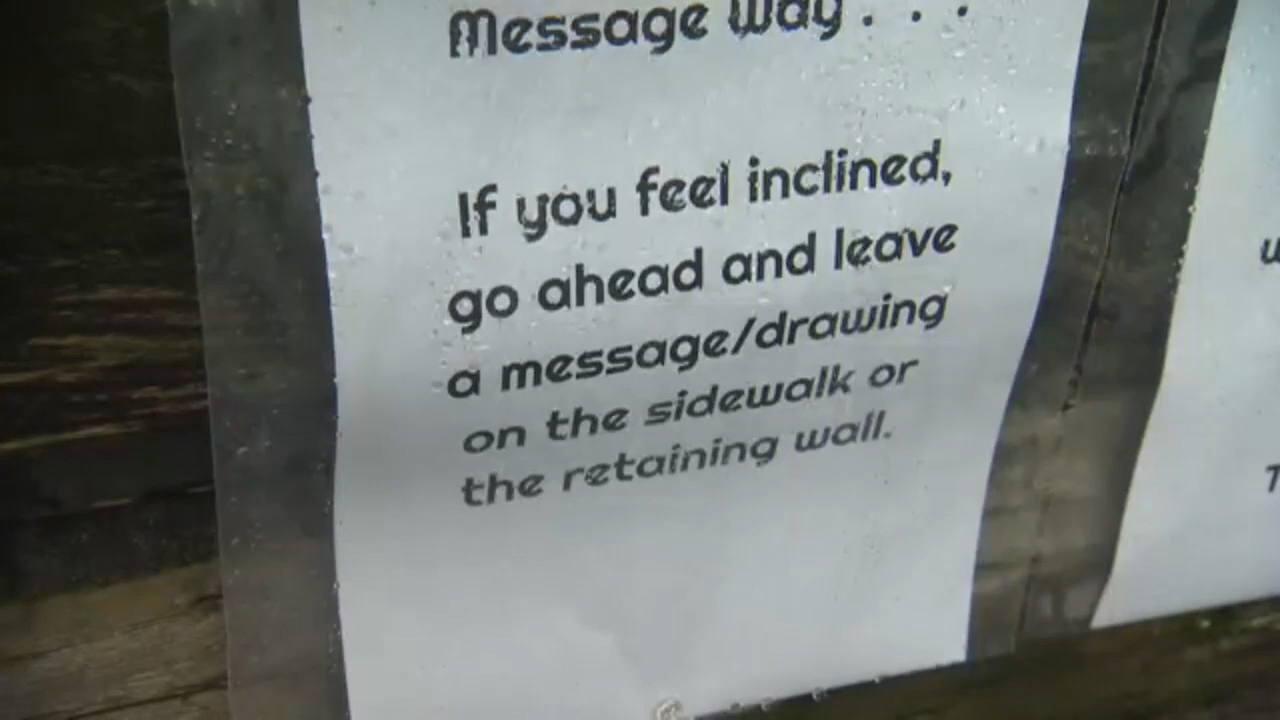 Message Way . . .
If you feel inclined,
go ahead and leave
a message/drawing
on the sidewalk or
the retaining wall.